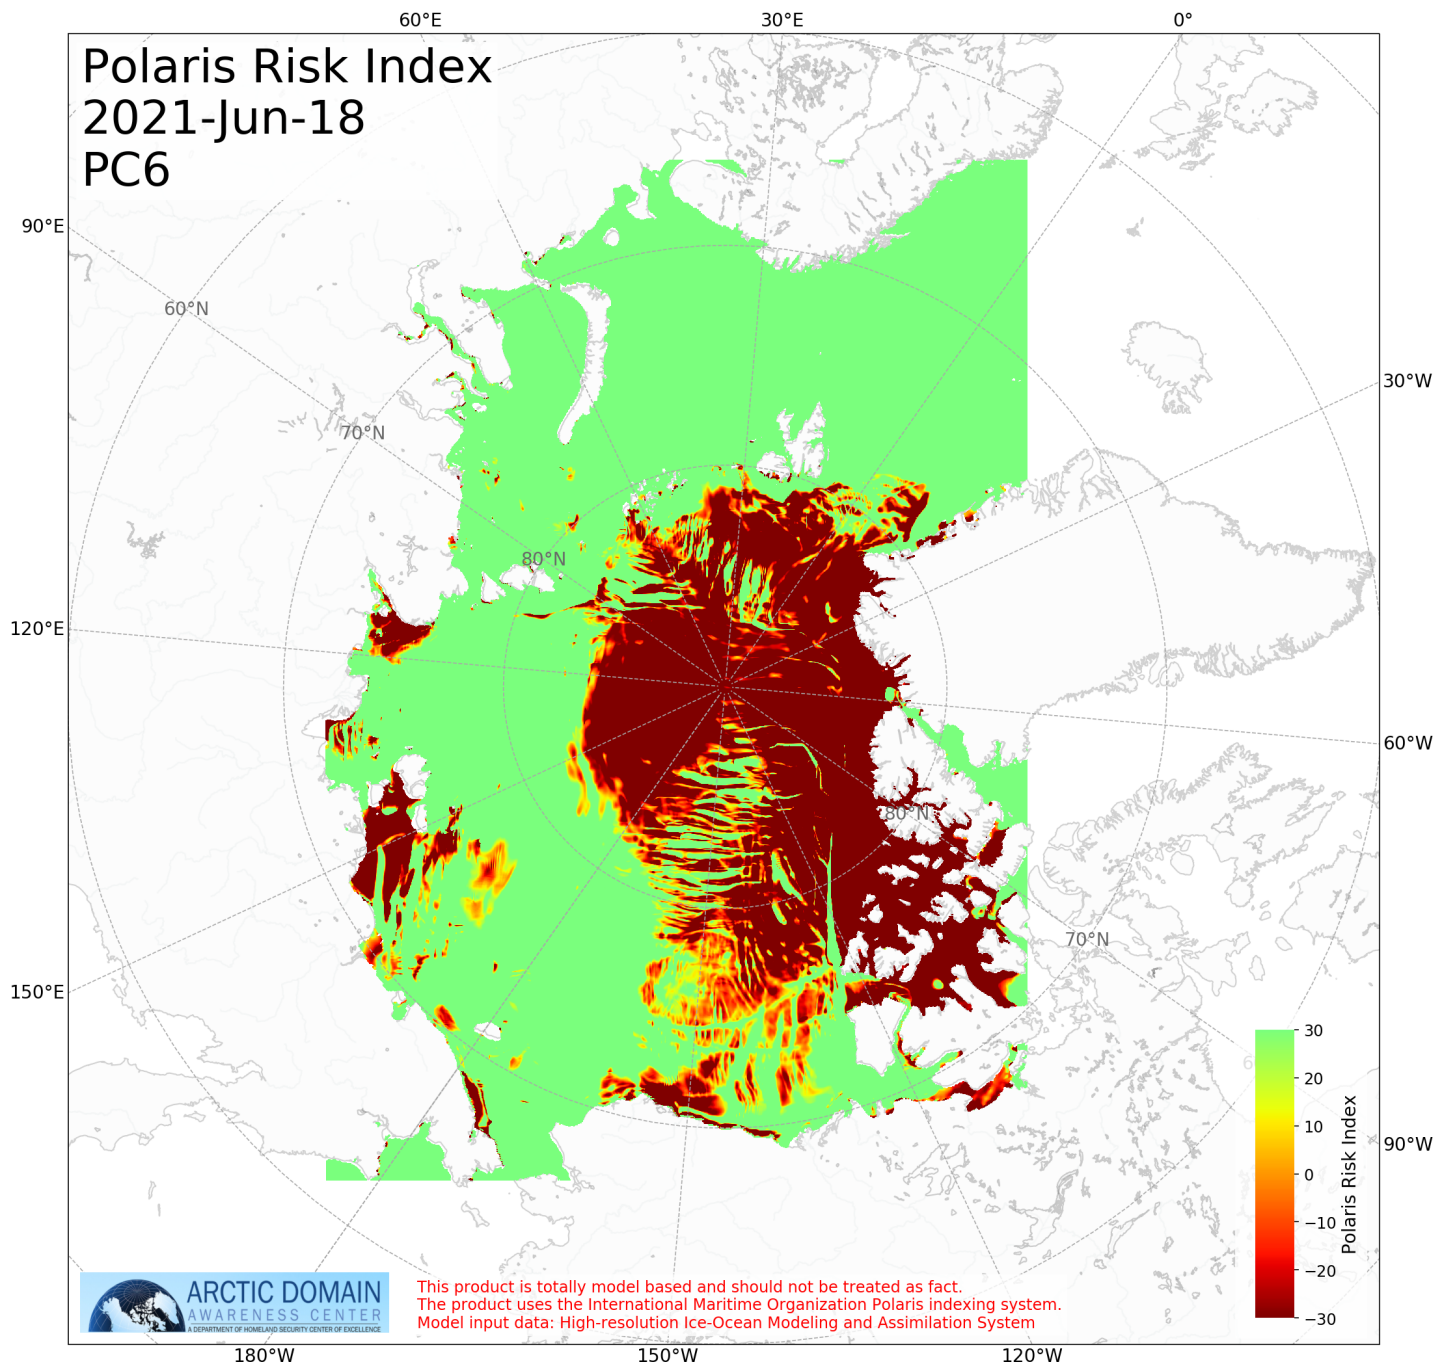 60°E 30°E 0°
Polaris Risk Index
2021-Jun-18
PC6
90°E
60°N
30°W
70°N
80°N
120°E
60°W
80°N
70°N
150°E
30
20
10
0
−10
−20
−30
Polaris Risk Index
90°W
ARCTIC DOMAIN
AWARENESS CENTER
A DEPARTMENT OF HOMELAND SECURITY CENTER OF EXCELLENCE
This product is totally model based and should not be treated as fact.
The product uses the International Maritime Organization Polaris indexing system.
Model input data: High-resolution Ice-Ocean Modeling and Assimilation System
180°W 150°W 120°W